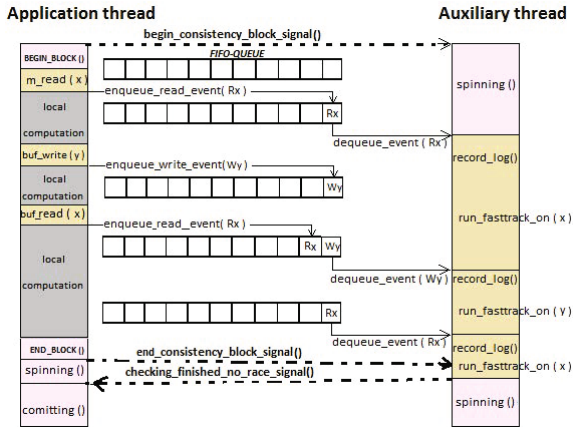 Application thread
Auxiliary thread
begin_consistency_block_signal()
BEGIN_BLOCK ()
FIFO-QUEUE
m_read ( x )
spinning ()
enqueue_read_event( Rx )
local
computation
Rx
dequeue_event ( Rx )
buf_write ( y )
record_log()
enqueue_write_event( Wy )
local
computation
Wy
buf_read ( x )
enqueue_read_event( Rx )
run_fasttrack_on ( x )
Rx Wy
local
computation
dequeue_event ( Wy )
record_log()
Rx
run_fasttrack_on ( y )
dequeue_event ( Rx )
END_BLOCK ()
end_consistency_block_signal()
record_log()
spinning ()
checking_finished_no_race_signal()
run_fasttrack_on ( x )
comitting ()
spinning ()